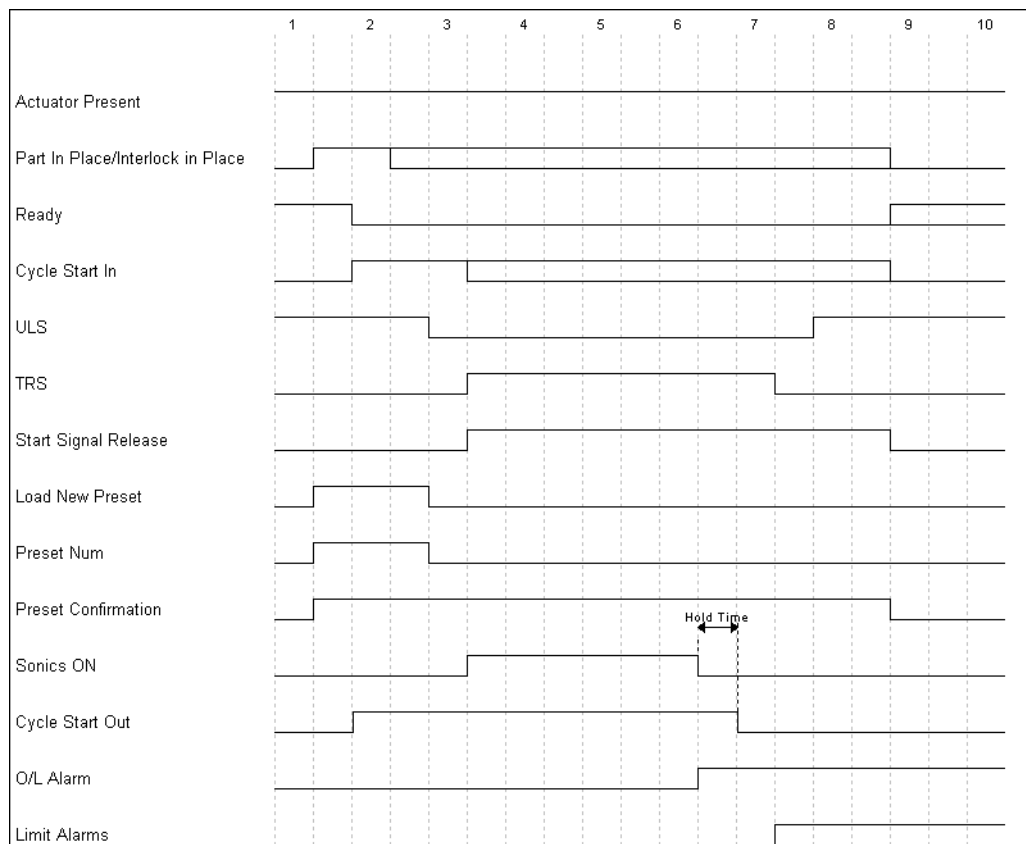 1 2 3 4 5 6 7 8 9 10
Actuator Present
Part In Place/Interlock in Place
Ready
Cycle Start In
ULS
TRS
Start Signal Release
Load New Preset
Preset Num
Preset Confirmation
Hold Time
Sonics ON
Cycle Start Out
O/L Alarm
Limit Alarms